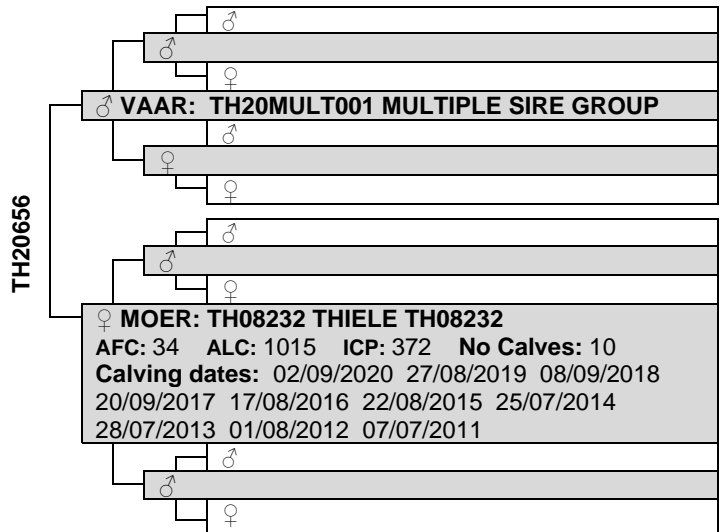 ♂
♂
♀
♂ VAAR: TH20MULT001 MULTIPLE SIRE GROUP
♂
♀
♀
TH20656
♂
♂
♀
♀ MOER: TH08232 THIELE TH08232
AFC: 34 ALC: 1015 ICP: 372 No Calves: 10
Calving dates: 02/09/2020 27/08/2019 08/09/2018
20/09/2017 17/08/2016 22/08/2015 25/07/2014
28/07/2013 01/08/2012 07/07/2011
♂
♂
♀